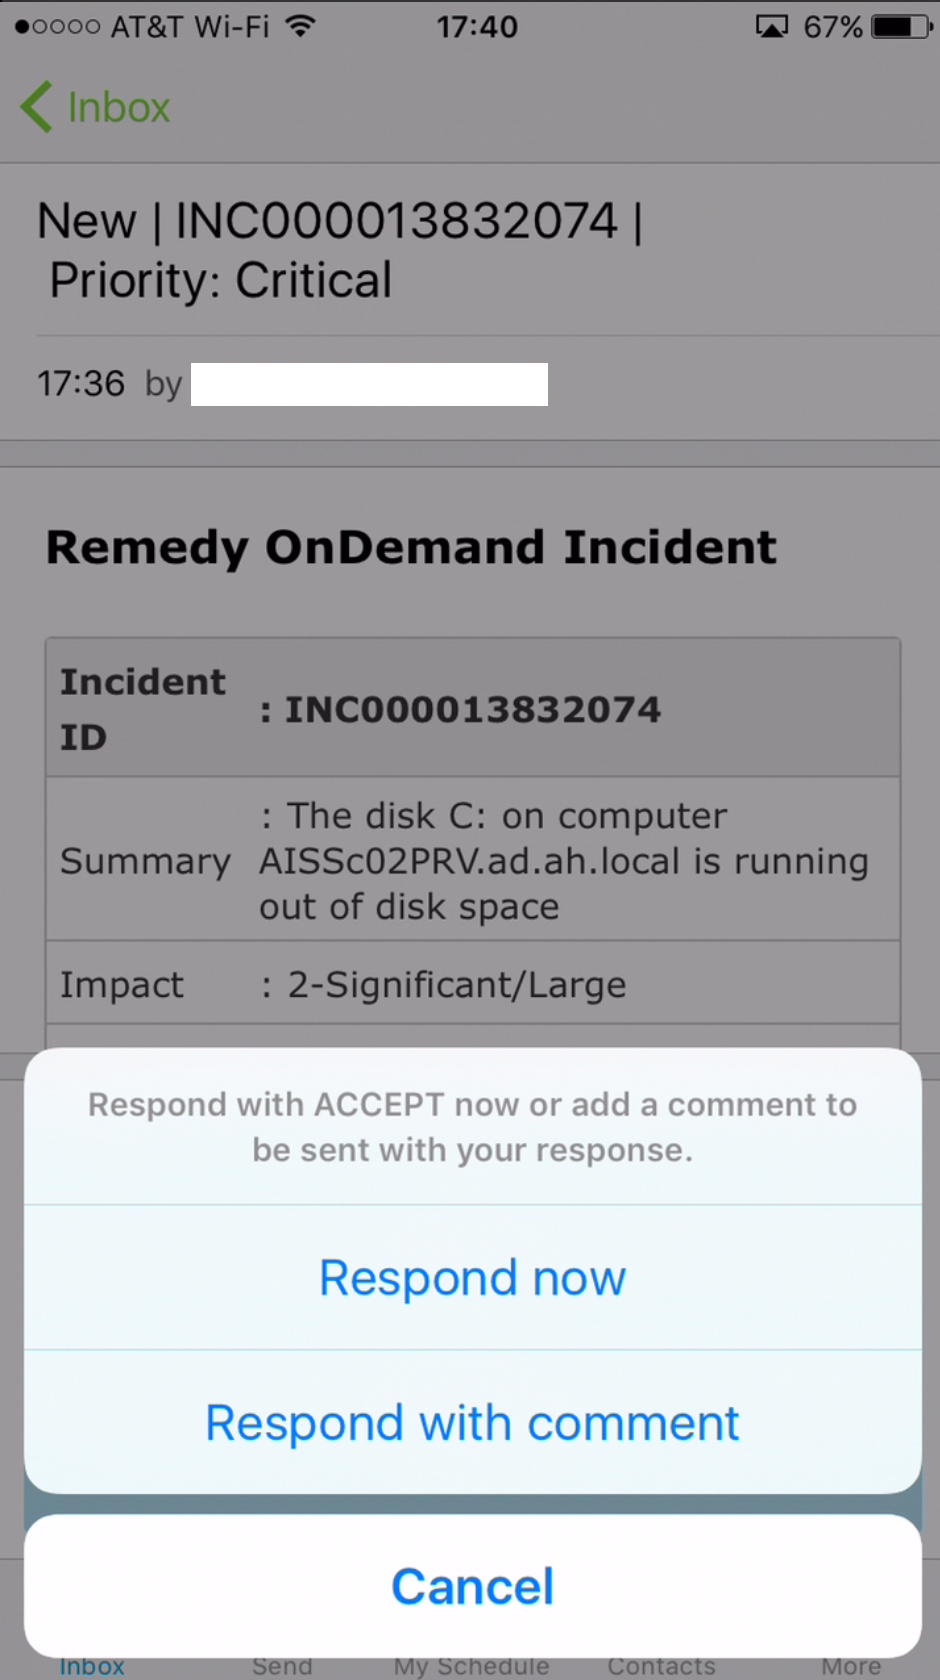 AT&T Wi-Fi 17:40 67%
Inbox
New | INC000013832074 |
Priority: Critical
17:36 by
Remedy OnDemand Incident
Incident
ID
: INC000013832074
: The disk C: on computer
Summary AISSc02PRV.ad.ah.local is running
out of disk space
Impact : 2-Significant/Large
Respond with ACCEPT now or add a comment to
be sent with your response.
Respond now
Respond with comment
Cancel
Inbox Send My Schedule Contacts More